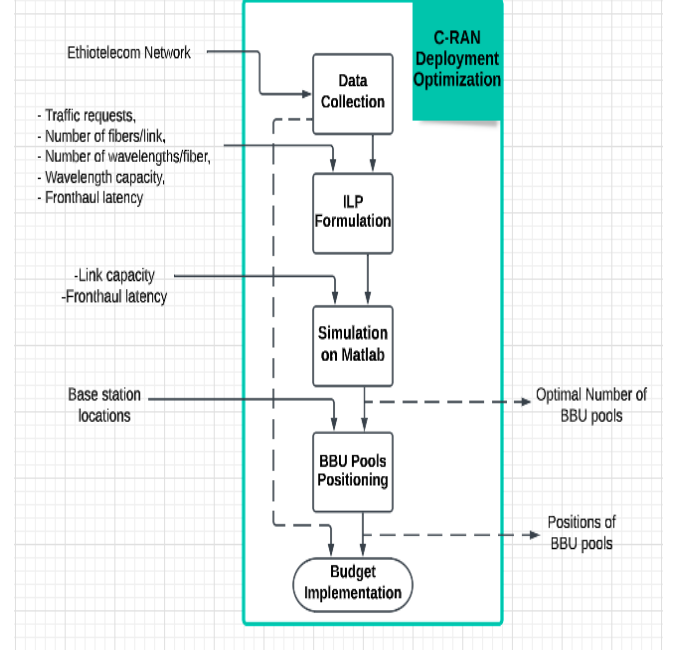 C-RAN
Deployment
Optimization
Ethiotelecom Network
Data
Collection
- Traffic requests,
- Number of fibers/link,
- Number of wavelengths/fiber,
- Wavelength capacity,
- Fronthaul latency
ILP
Formulation
-Link capacity
-Fronthaul latency
Simulation
on Matlab
Base station
locations
Optimal Number of
BBU pools
BBU Pools
Positioning
Positions of
BBU pools
Budget
Implementation